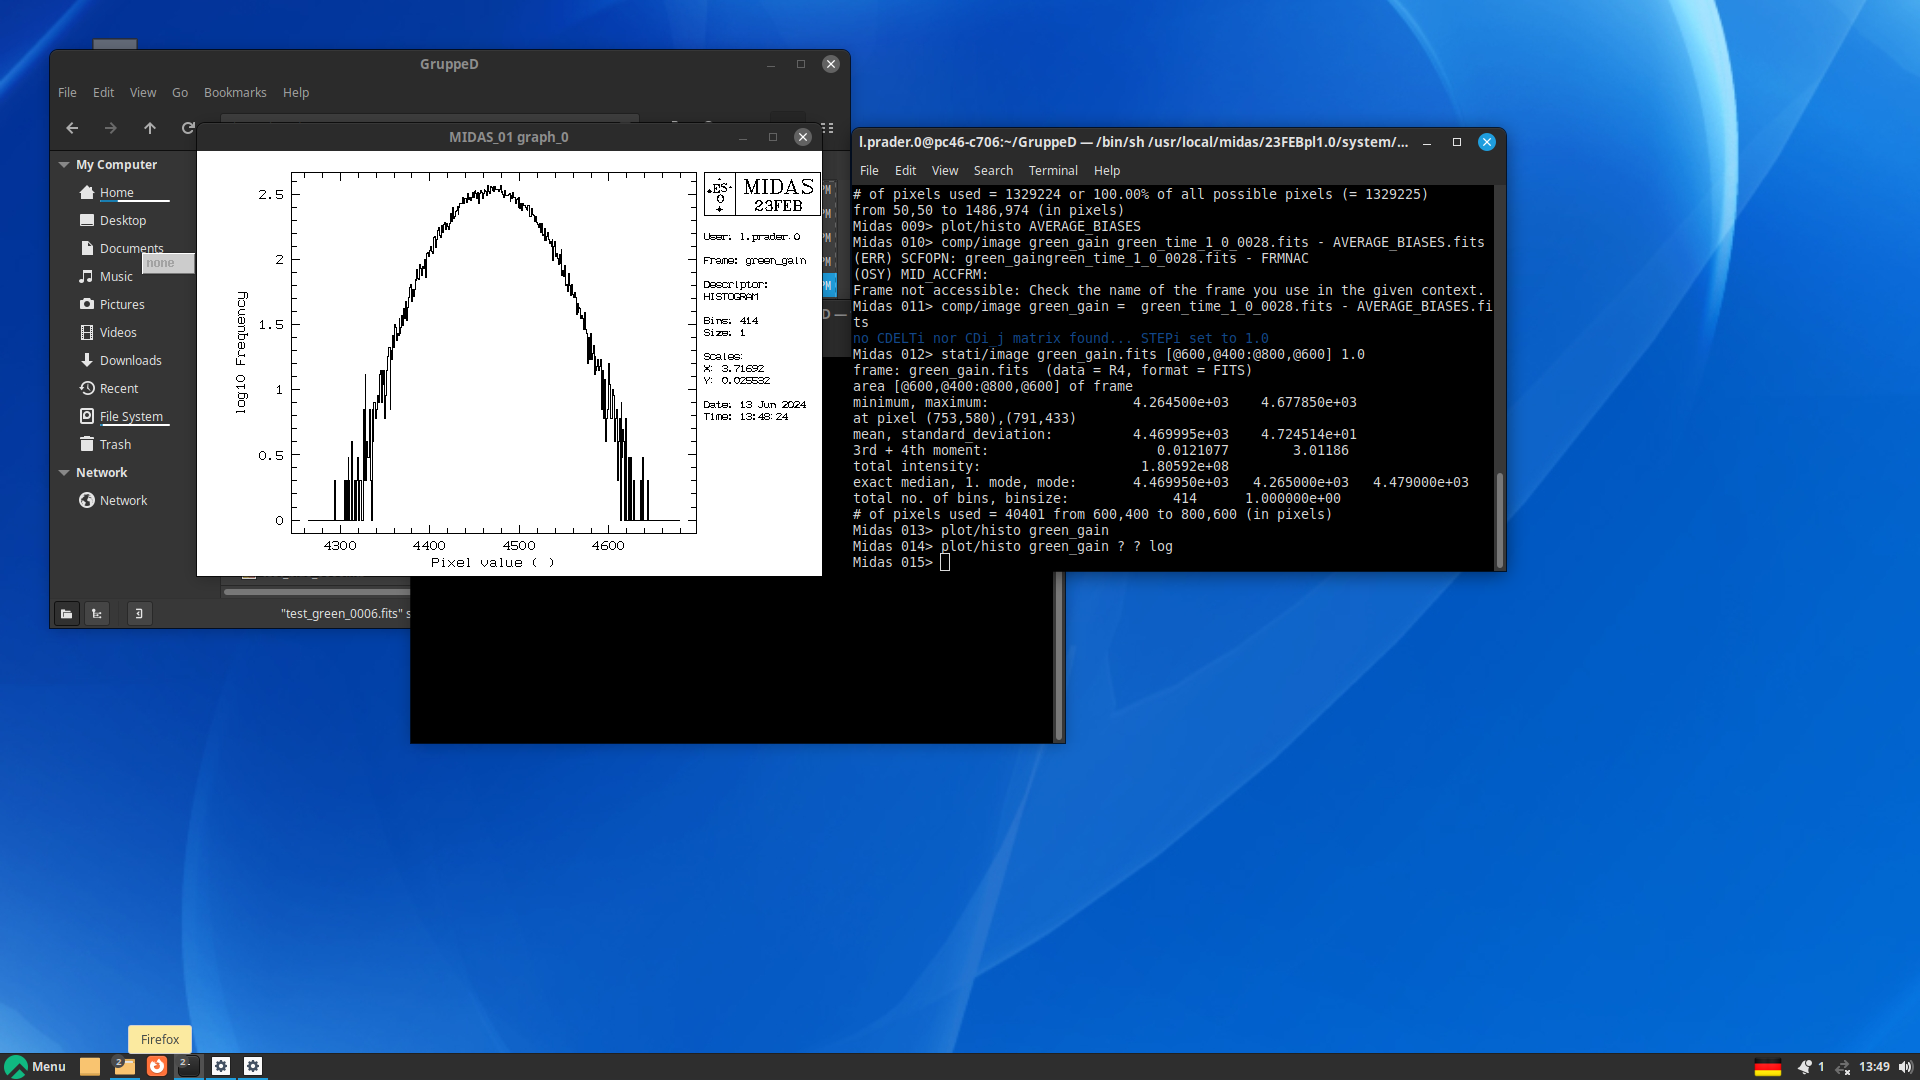 GruppeD
File Edit View Go Bookmarks Help
My Computer
Home
Desktop
Documents
none
Music
Pictures
Videos
Downloads
Recent
File System
Trash
Network
Network
"test_green_0006.fits" s
MIDAS_01 graph_0
2.5
2
1.5
1
0.5
0
log10 Frequency
4300 4400 4500 4600
Pixel value ( )
ESO
MIDAS
23FEB
User: l.prader.0
Frame: green_gain
Descriptor:
HISTOGRAM
Bins: 414
Size: 1
Scales:
X: 3.71692
Y: 0.025532
Date: 13 Jun 2024
Time: 13:48:24
PM
PM
PM
PM
D —
l.prader.0@pc46-c706:~/GruppeD — /bin/sh /usr/local/midas/23FEBpl1.0/system/...
File Edit View Search Terminal Help
# of pixels used = 1329224 or 100.00% of all possible pixels (= 1329225)
from 50,50 to 1486,974 (in pixels)
Midas 009> plot/histo AVERAGE_BIASES
Midas 010> comp/image green_gain green_time_1_0_0028.fits - AVERAGE_BIASES.fits
(ERR) SCFOPN: green_gaingreen_time_1_0_0028.fits - FRMNAC
(OSY) MID_ACCFRM:
Frame not accessible: Check the name of the frame you use in the given context.
Midas 011> comp/image green_gain =  green_time_1_0_0028.fits - AVERAGE_BIASES.fi
ts
no CDELTi nor CDi_j matrix found... STEPi set to 1.0
Midas 012> stati/image green_gain.fits [@600,@400:@800,@600] 1.0
frame: green_gain.fits  (data = R4, format = FITS)
area [@600,@400:@800,@600] of frame
minimum, maximum:                  4.264500e+03    4.677850e+03
at pixel (753,580),(791,433)
mean, standard_deviation:          4.469995e+03    4.724514e+01
3rd + 4th moment:                     0.0121077        3.01186
total intensity:                    1.80592e+08
exact median, 1. mode, mode:       4.469950e+03   4.265000e+03   4.479000e+03
total no. of bins, binsize:             414      1.000000e+00
# of pixels used = 40401 from 600,400 to 800,600 (in pixels)
Midas 013> plot/histo green_gain
Midas 014> plot/histo green_gain ? ? log
Midas 015>
Firefox
Menu
2
2
1
13:49